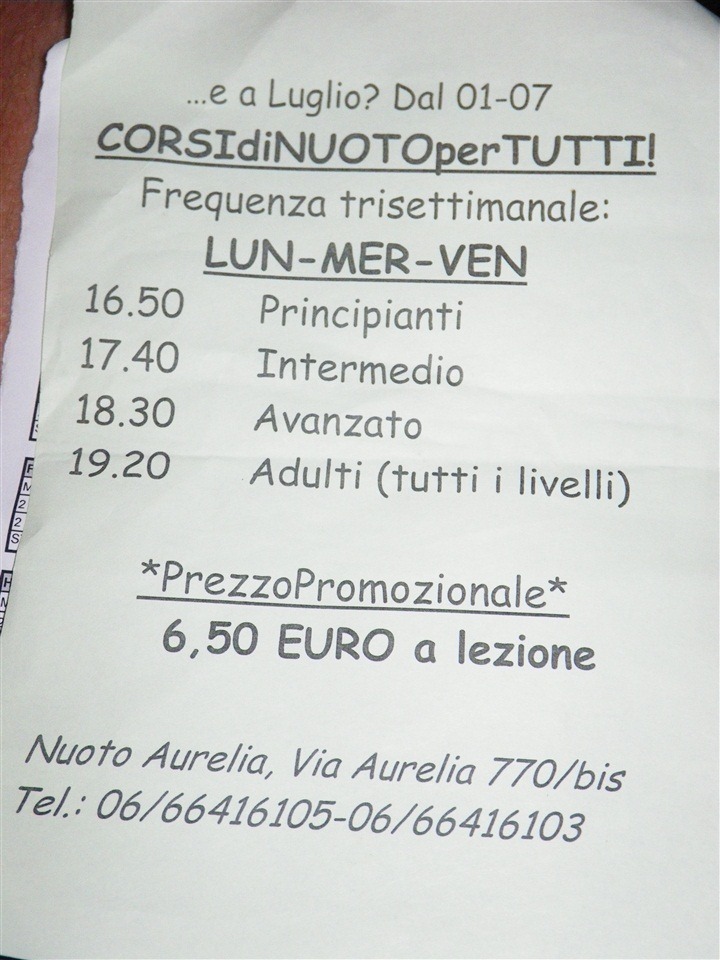 ...e a Luglio? Dal 01-07
CORSIdiNUOTOperTUTTI!
Frequenza trisettimanale:
LUN-MER-VEN
16.50 Principianti
17.40 Intermedio
18.30 Avanzato
19.20 Adulti (tutti i livelli)
*PrezzoPromozionale*
6,50 EURO a lezione
Nuoto Aurelia, Via Aurelia 770/bis
Tel.: 06/66416105-06/66416103